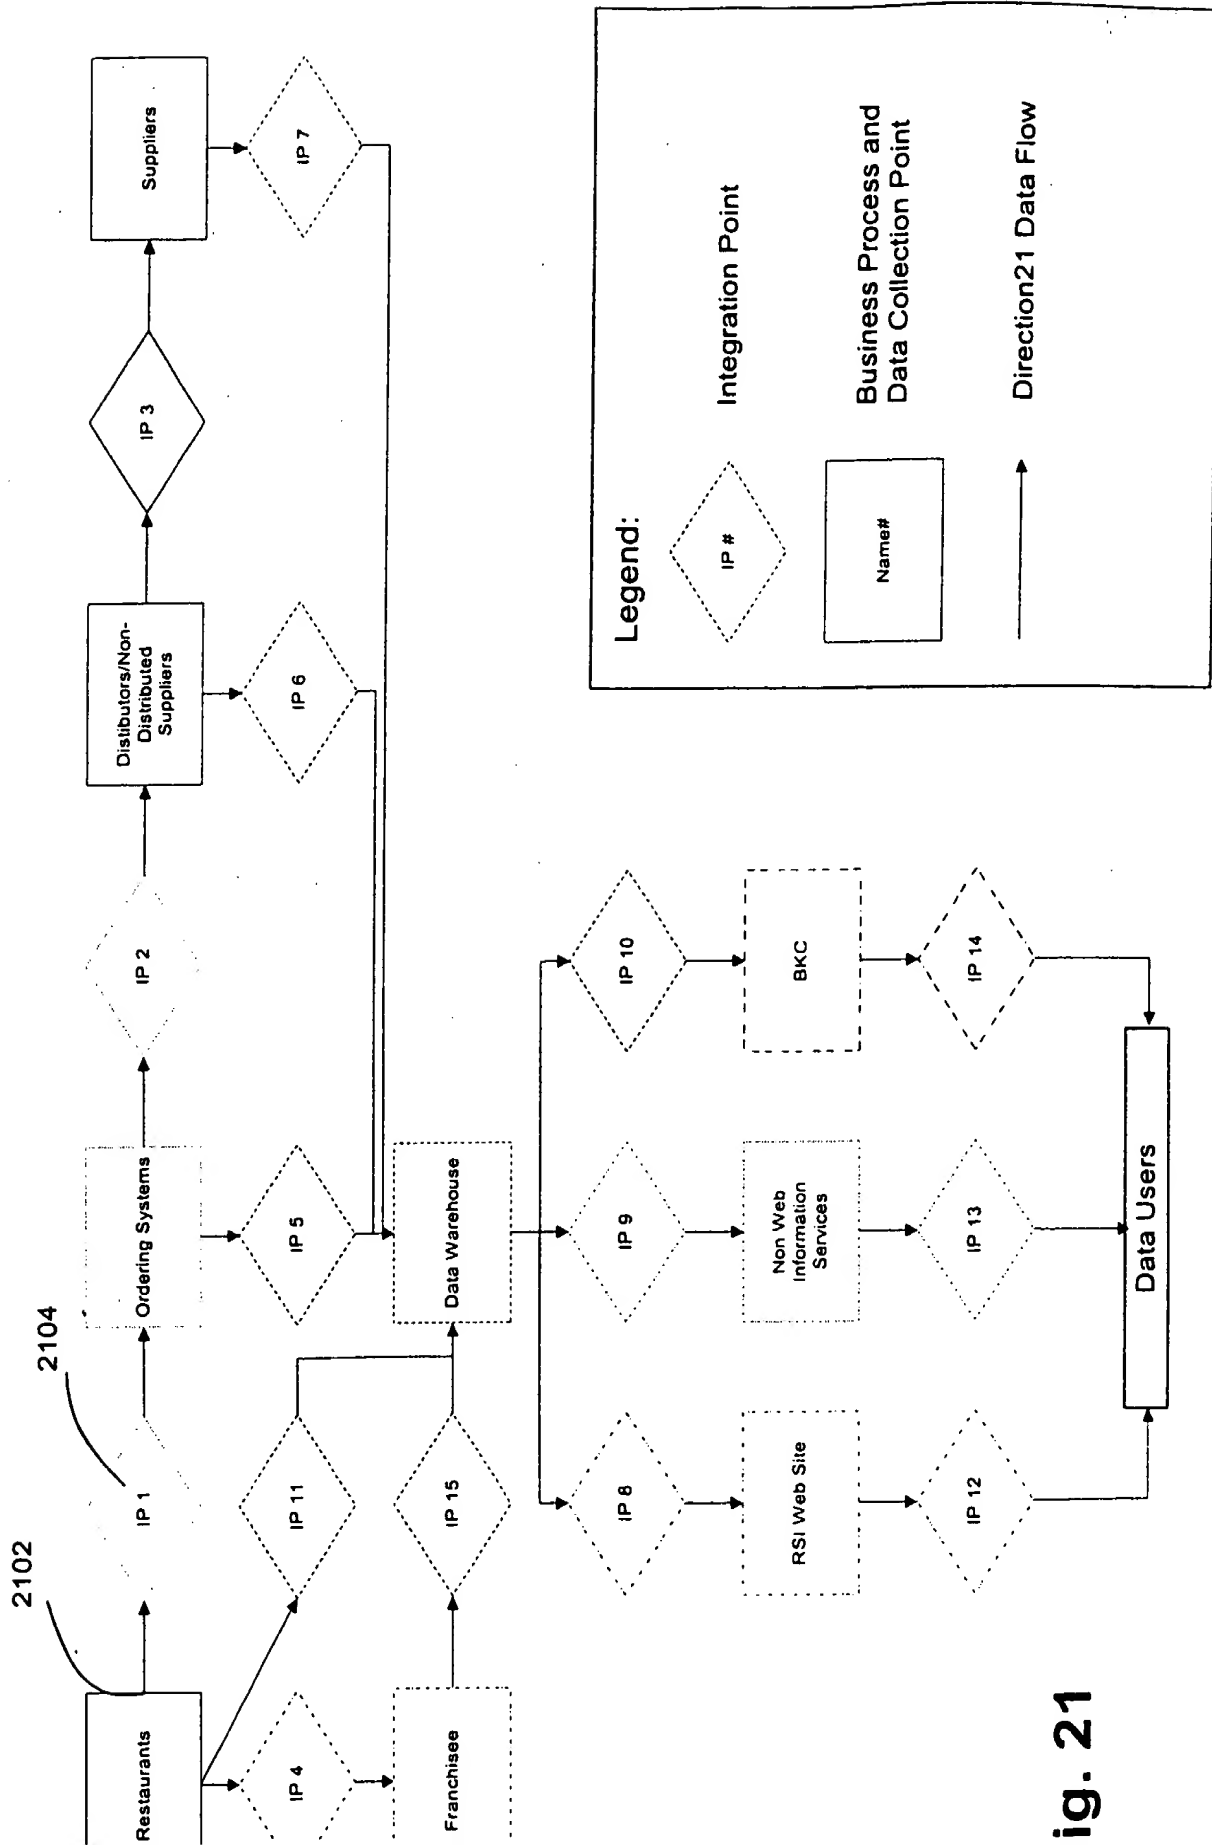 2102
2104
Restaurants
IP 1
Ordering Systems
IP 2
Distibutors/Non-
Distributed
Suppliers
IP 3
Suppliers
IP 4
IP 11
IP 5
IP 6
IP 7
Franchisee
IP 15
Data Warehouse
IP 8
IP 9
IP 10
RSI Web Site
Non Web
Information
Services
BKC
IP 12
IP 13
IP 14
Data Users
Legend:
IP #
Integration Point
Name#
Business Process and
Data Collection Point
Direction21 Data Flow
ig. 21